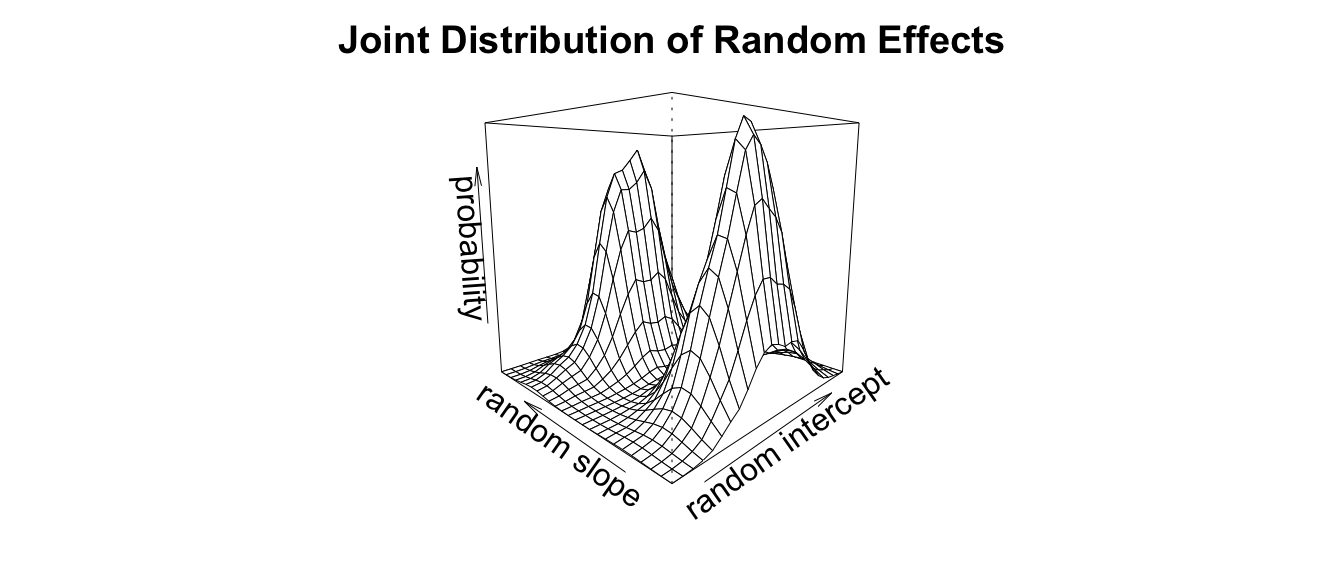 Joint Distribution of Random Effects
probability
random slope
random intercept